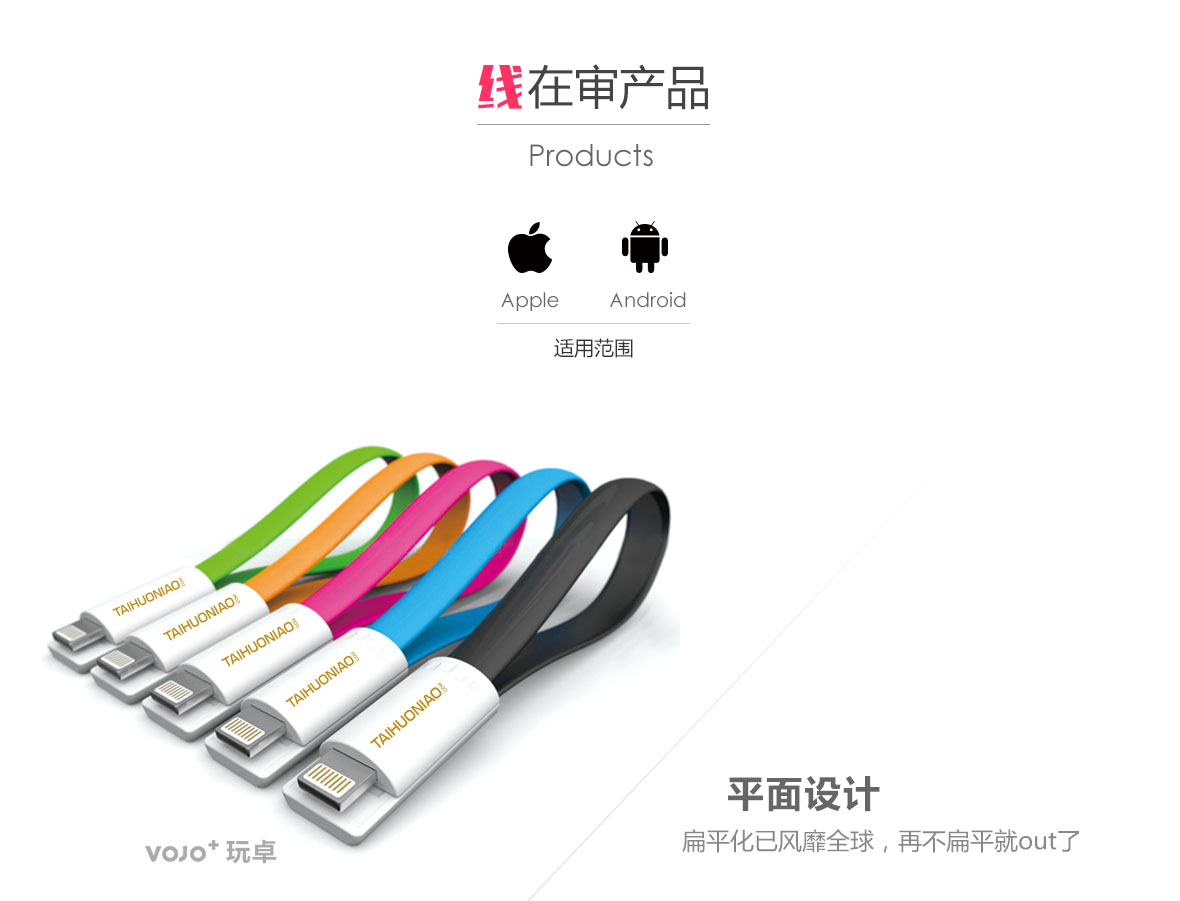 线在审产品
Products
Apple Android
适用范围
TAIHUONIAO
TAIHUONIAO
TAIHUONIAO
TAIHUONIAO
TAIHUONIAO
平面设计
扁平化已风靡全球，再不扁平就out了
vojo+ 玩卓